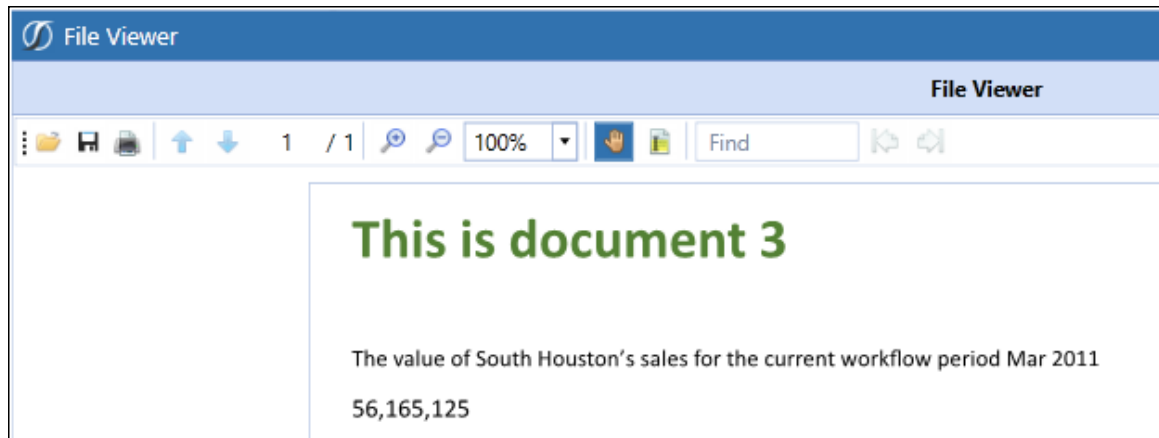 File Viewer
File Viewer
1 / 1 100% Find
This is document 3
The value of South Houston's sales for the current workflow period Mar 2011
56,165,125